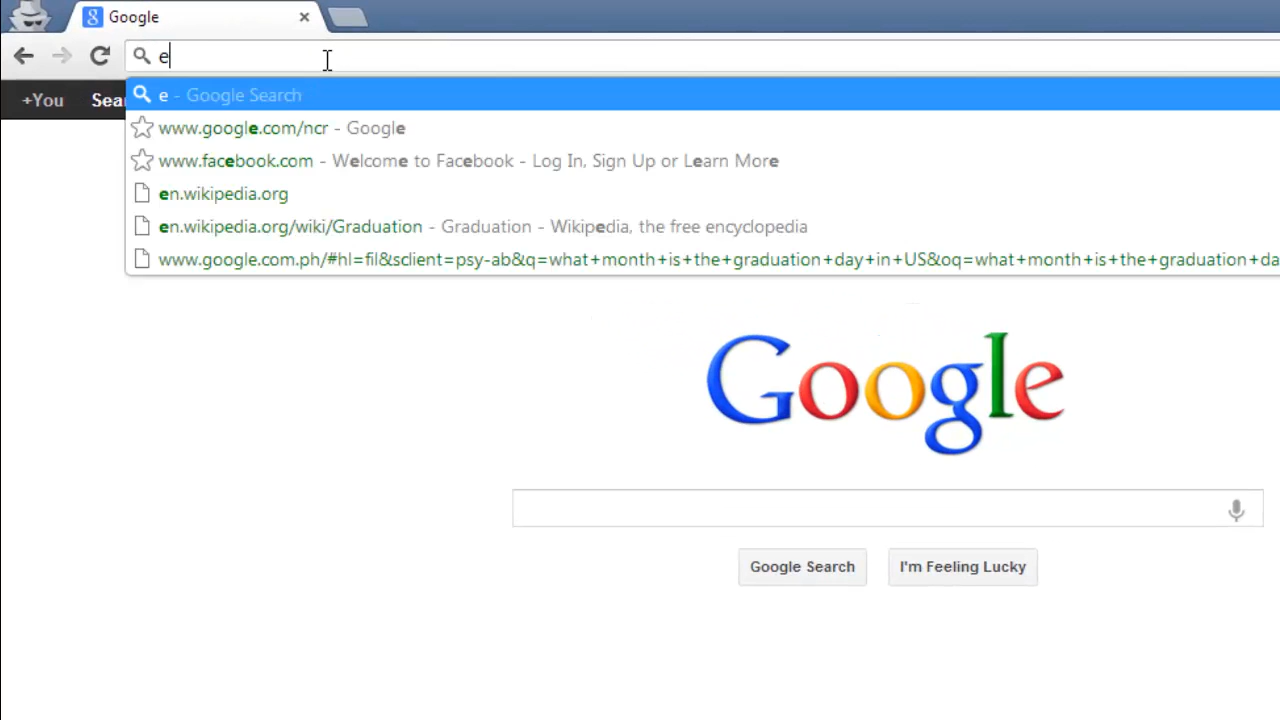 Google
e
+You Sea
e - Google Search
www.google.com/ncr - Google
www.facebook.com - Welcome to Facebook - Log In, Sign Up or Learn More
en.wikipedia.org
en.wikipedia.org/wiki/Graduation - Graduation - Wikipedia, the free encyclopedia
www.google.com.ph/#hl=fil&sclient=psy-ab&q=what+month+is+the+graduation+day+in+US&oq=what+month+is+the+graduation+da
Google
Google Search I'm Feeling Lucky